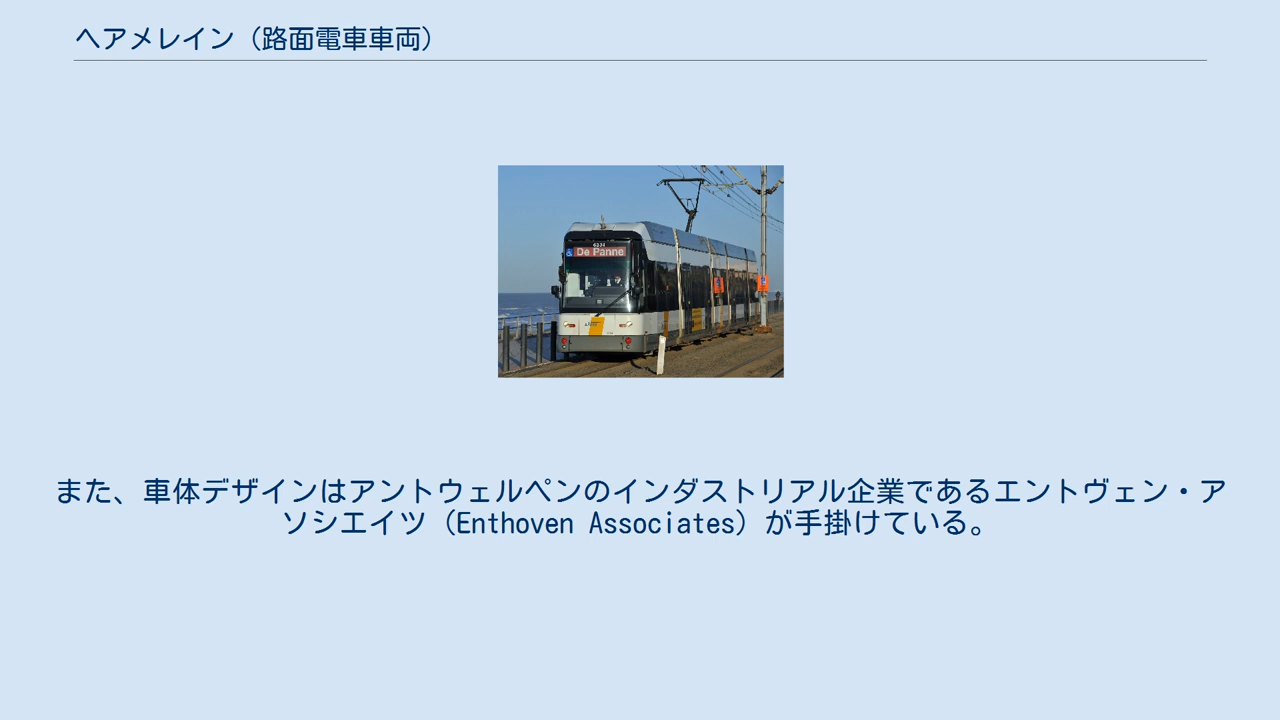 ヘアメレイン（路面電車車両）
6334
De Panne
また、車体デザインはアントウェルペンのインダストリアル企業であるエントヴェン・ア
ソシエイツ（Enthoven Associates）が手掛けている。